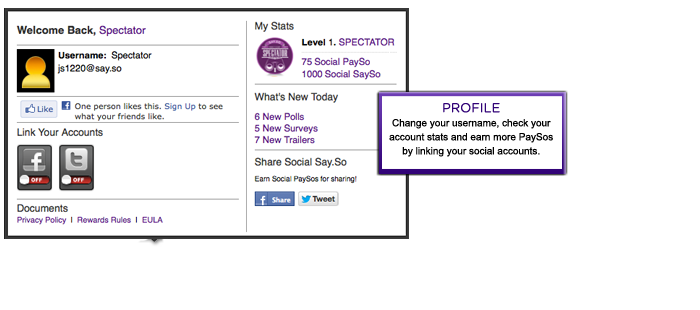 Welcome Back, Spectator
Username: Spectator
js1220@say.so
Like
One person likes this. Sign Up to see
what your friends like.
Link Your Accounts
OFF
OFF
Documents
Privacy Policy I Rewards Rules I EULA
My Stats
SPECTATOR
Level 1. SPECTATOR
75 Social PaySo
1000 Social SaySo
What's New Today
6 New Polls
5 New Surveys
7 New Trailers
Share Social Say.So
Earn Social PaySos for sharing!
Share
Tweet
PROFILE
Change your username, check your
account stats and earn more PaySos
by linking your social accounts.